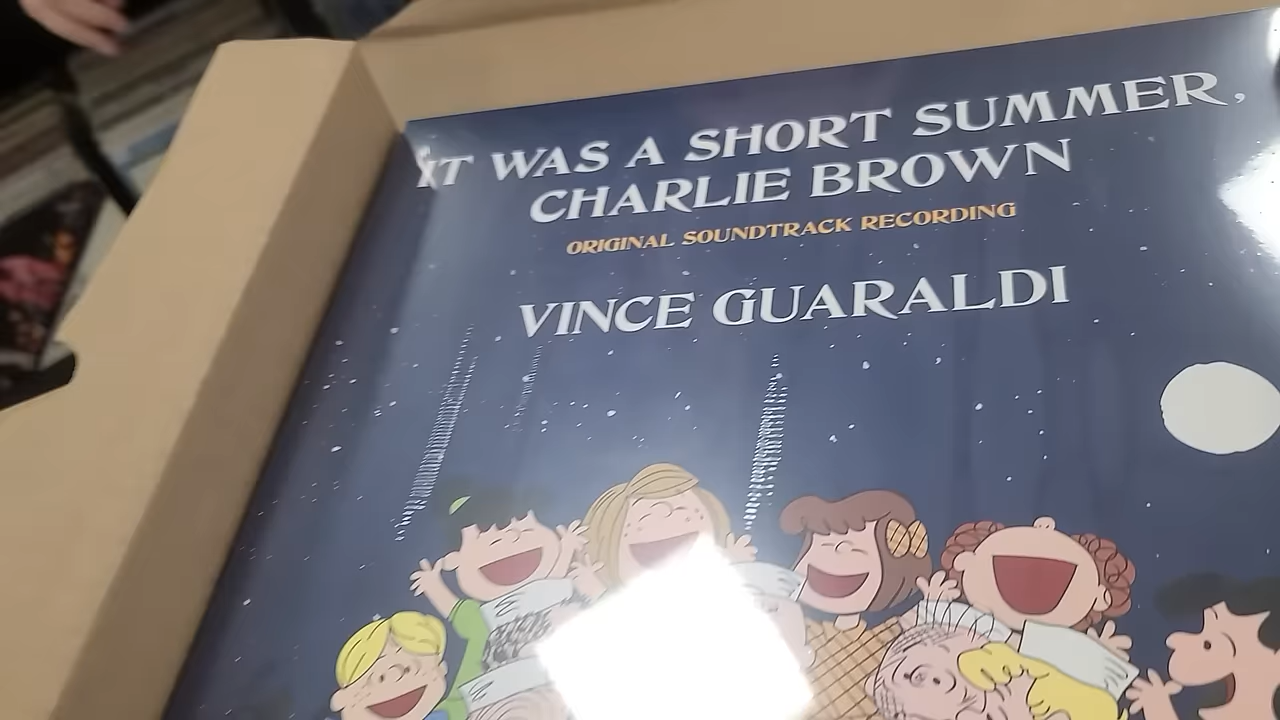 IT WAS A SHORT SUMMER,
CHARLIE BROWN
ORIGINAL SOUNDTRACK RECORDING
VINCE GUARALDI